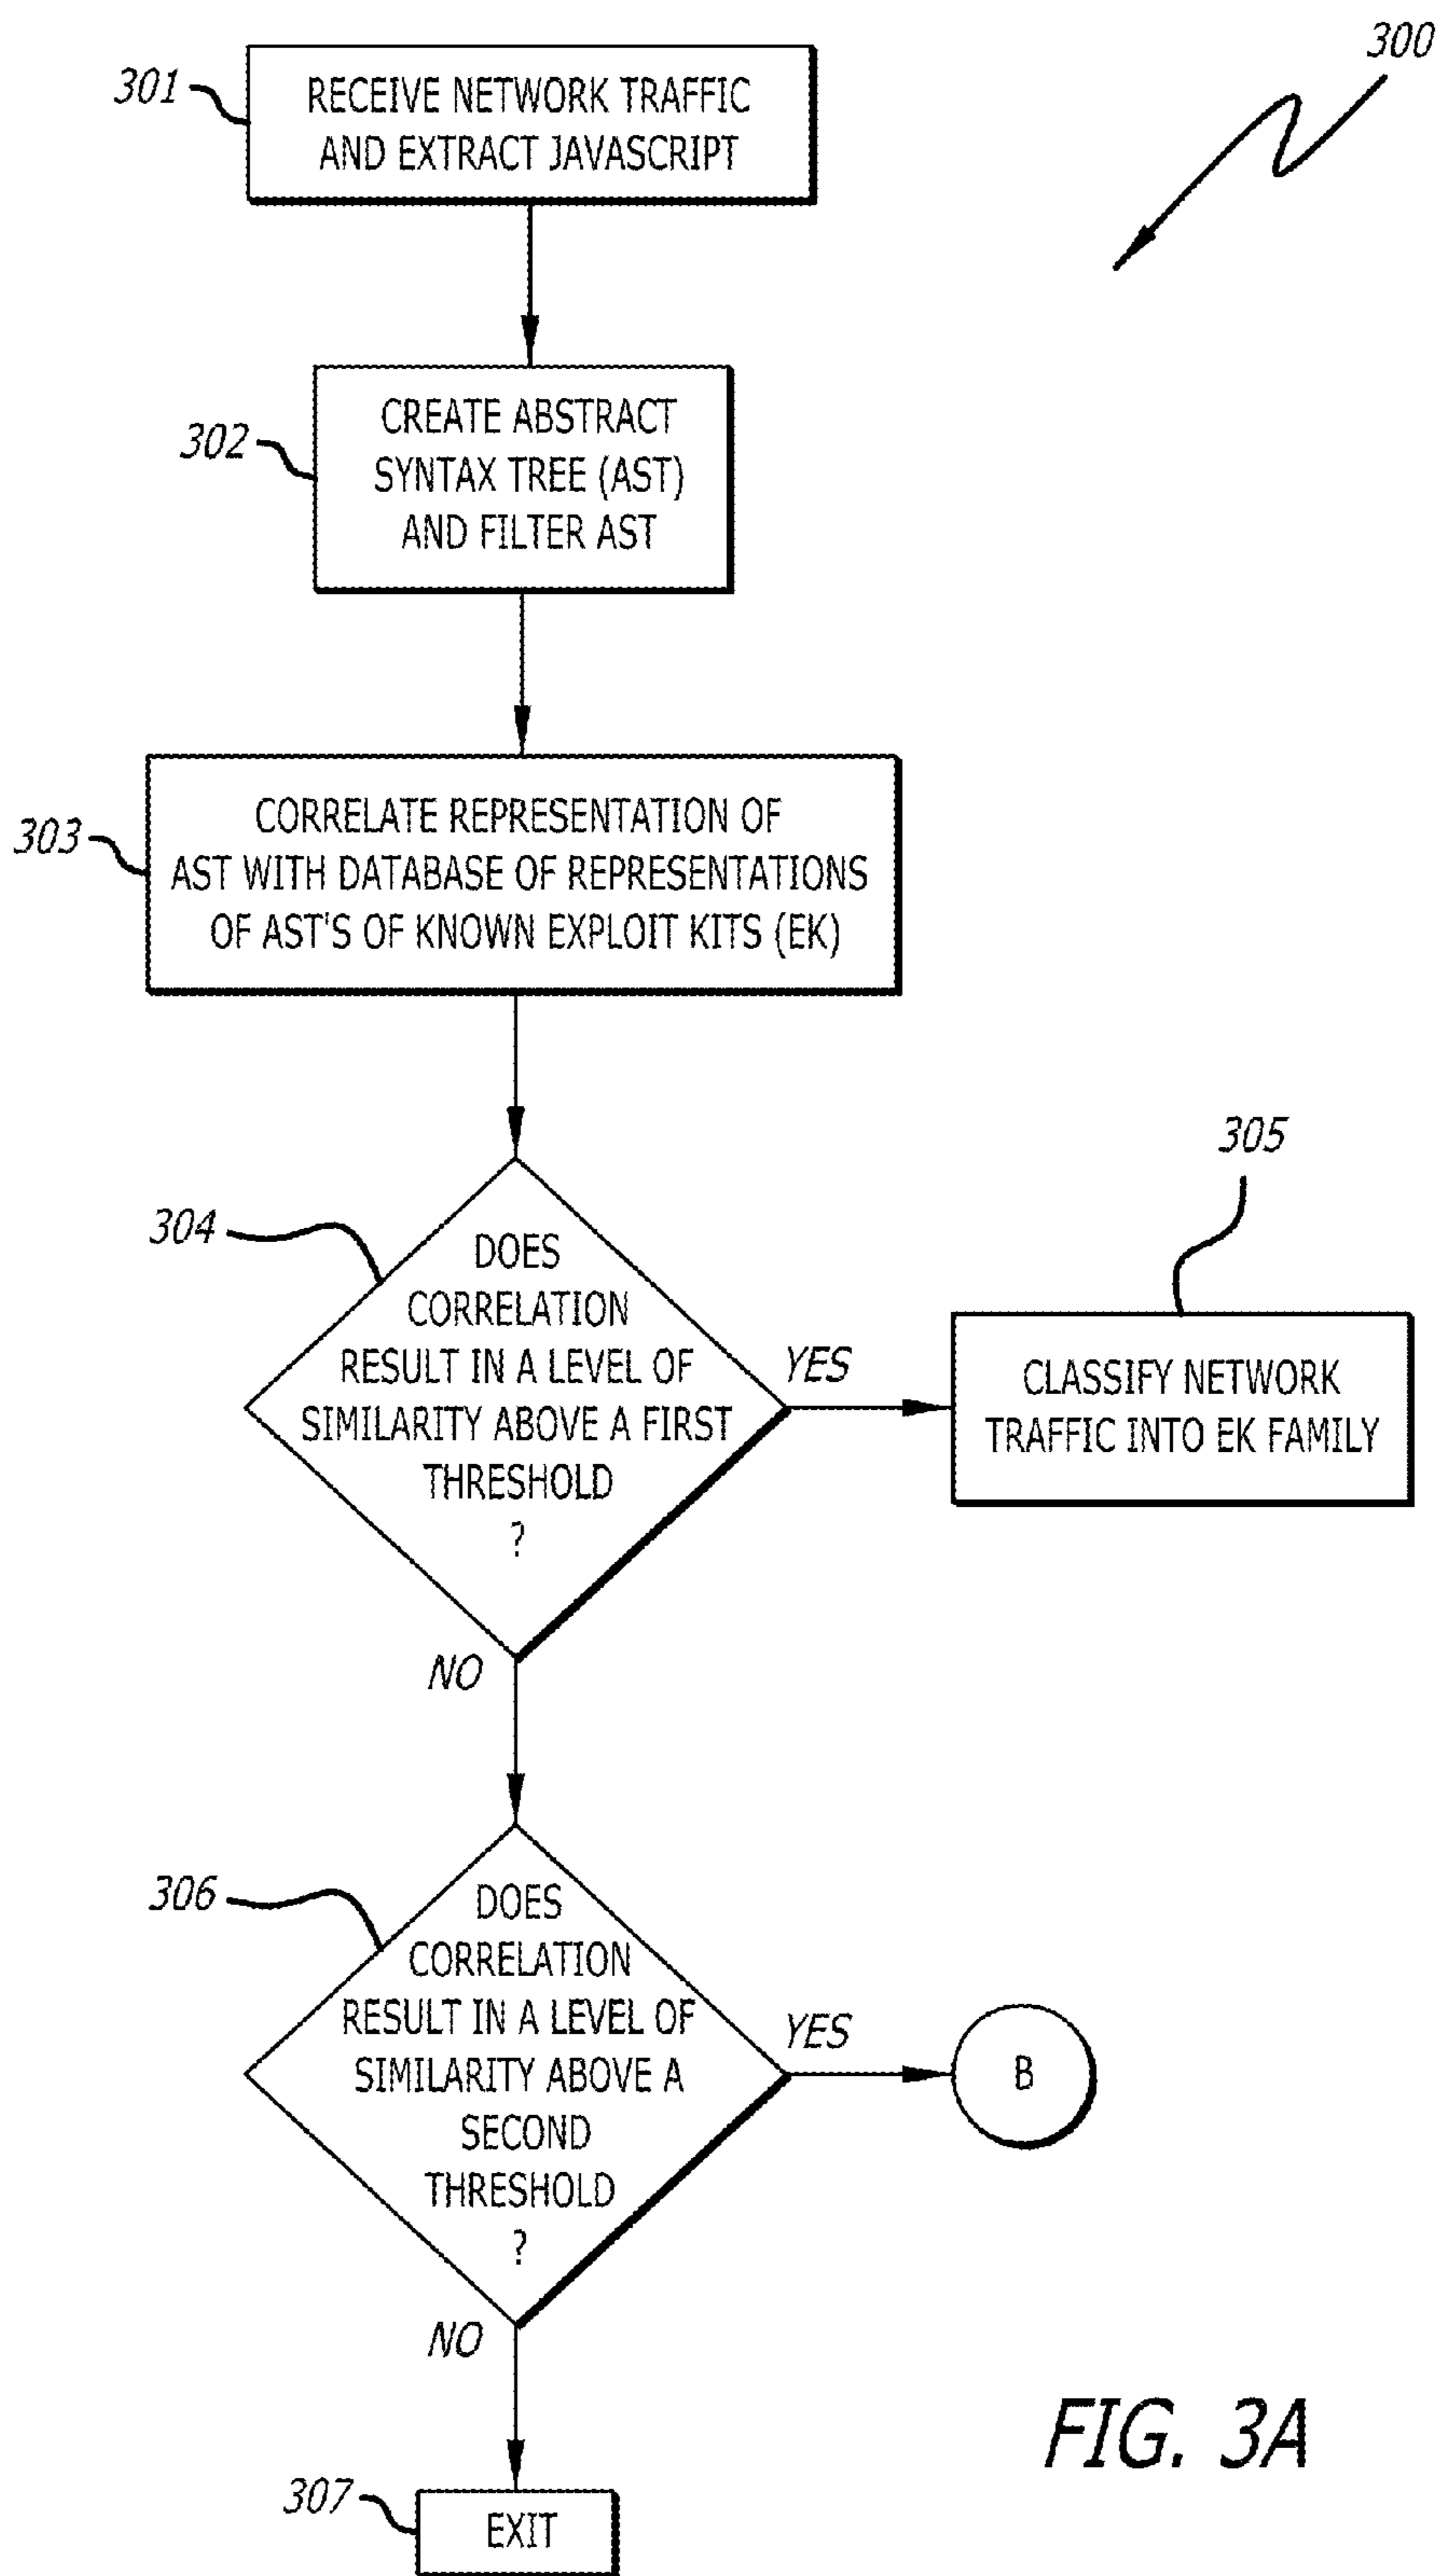 300
301
RECEIVE NETWORK TRAFFIC
AND EXTRACT JAVASCRIPT
302
CREATE ABSTRACT
SYNTAX TREE (AST)
AND FILTER AST
303
CORRELATE REPRESENTATION OF
AST WITH DATABASE OF REPRESENTATIONS
OF AST'S OF KNOWN EXPLOIT KITS (EK)
304
DOES
CORRELATION
RESULT IN A LEVEL OF
SIMILARITY ABOVE A FIRST
THRESHOLD
?
YES
305
CLASSIFY NETWORK
TRAFFIC INTO EK FAMILY
NO
306
DOES
CORRELATION
RESULT IN A LEVEL OF
SIMILARITY ABOVE A
SECOND
THRESHOLD
?
YES
B
NO
307
EXIT
FIG. 3A